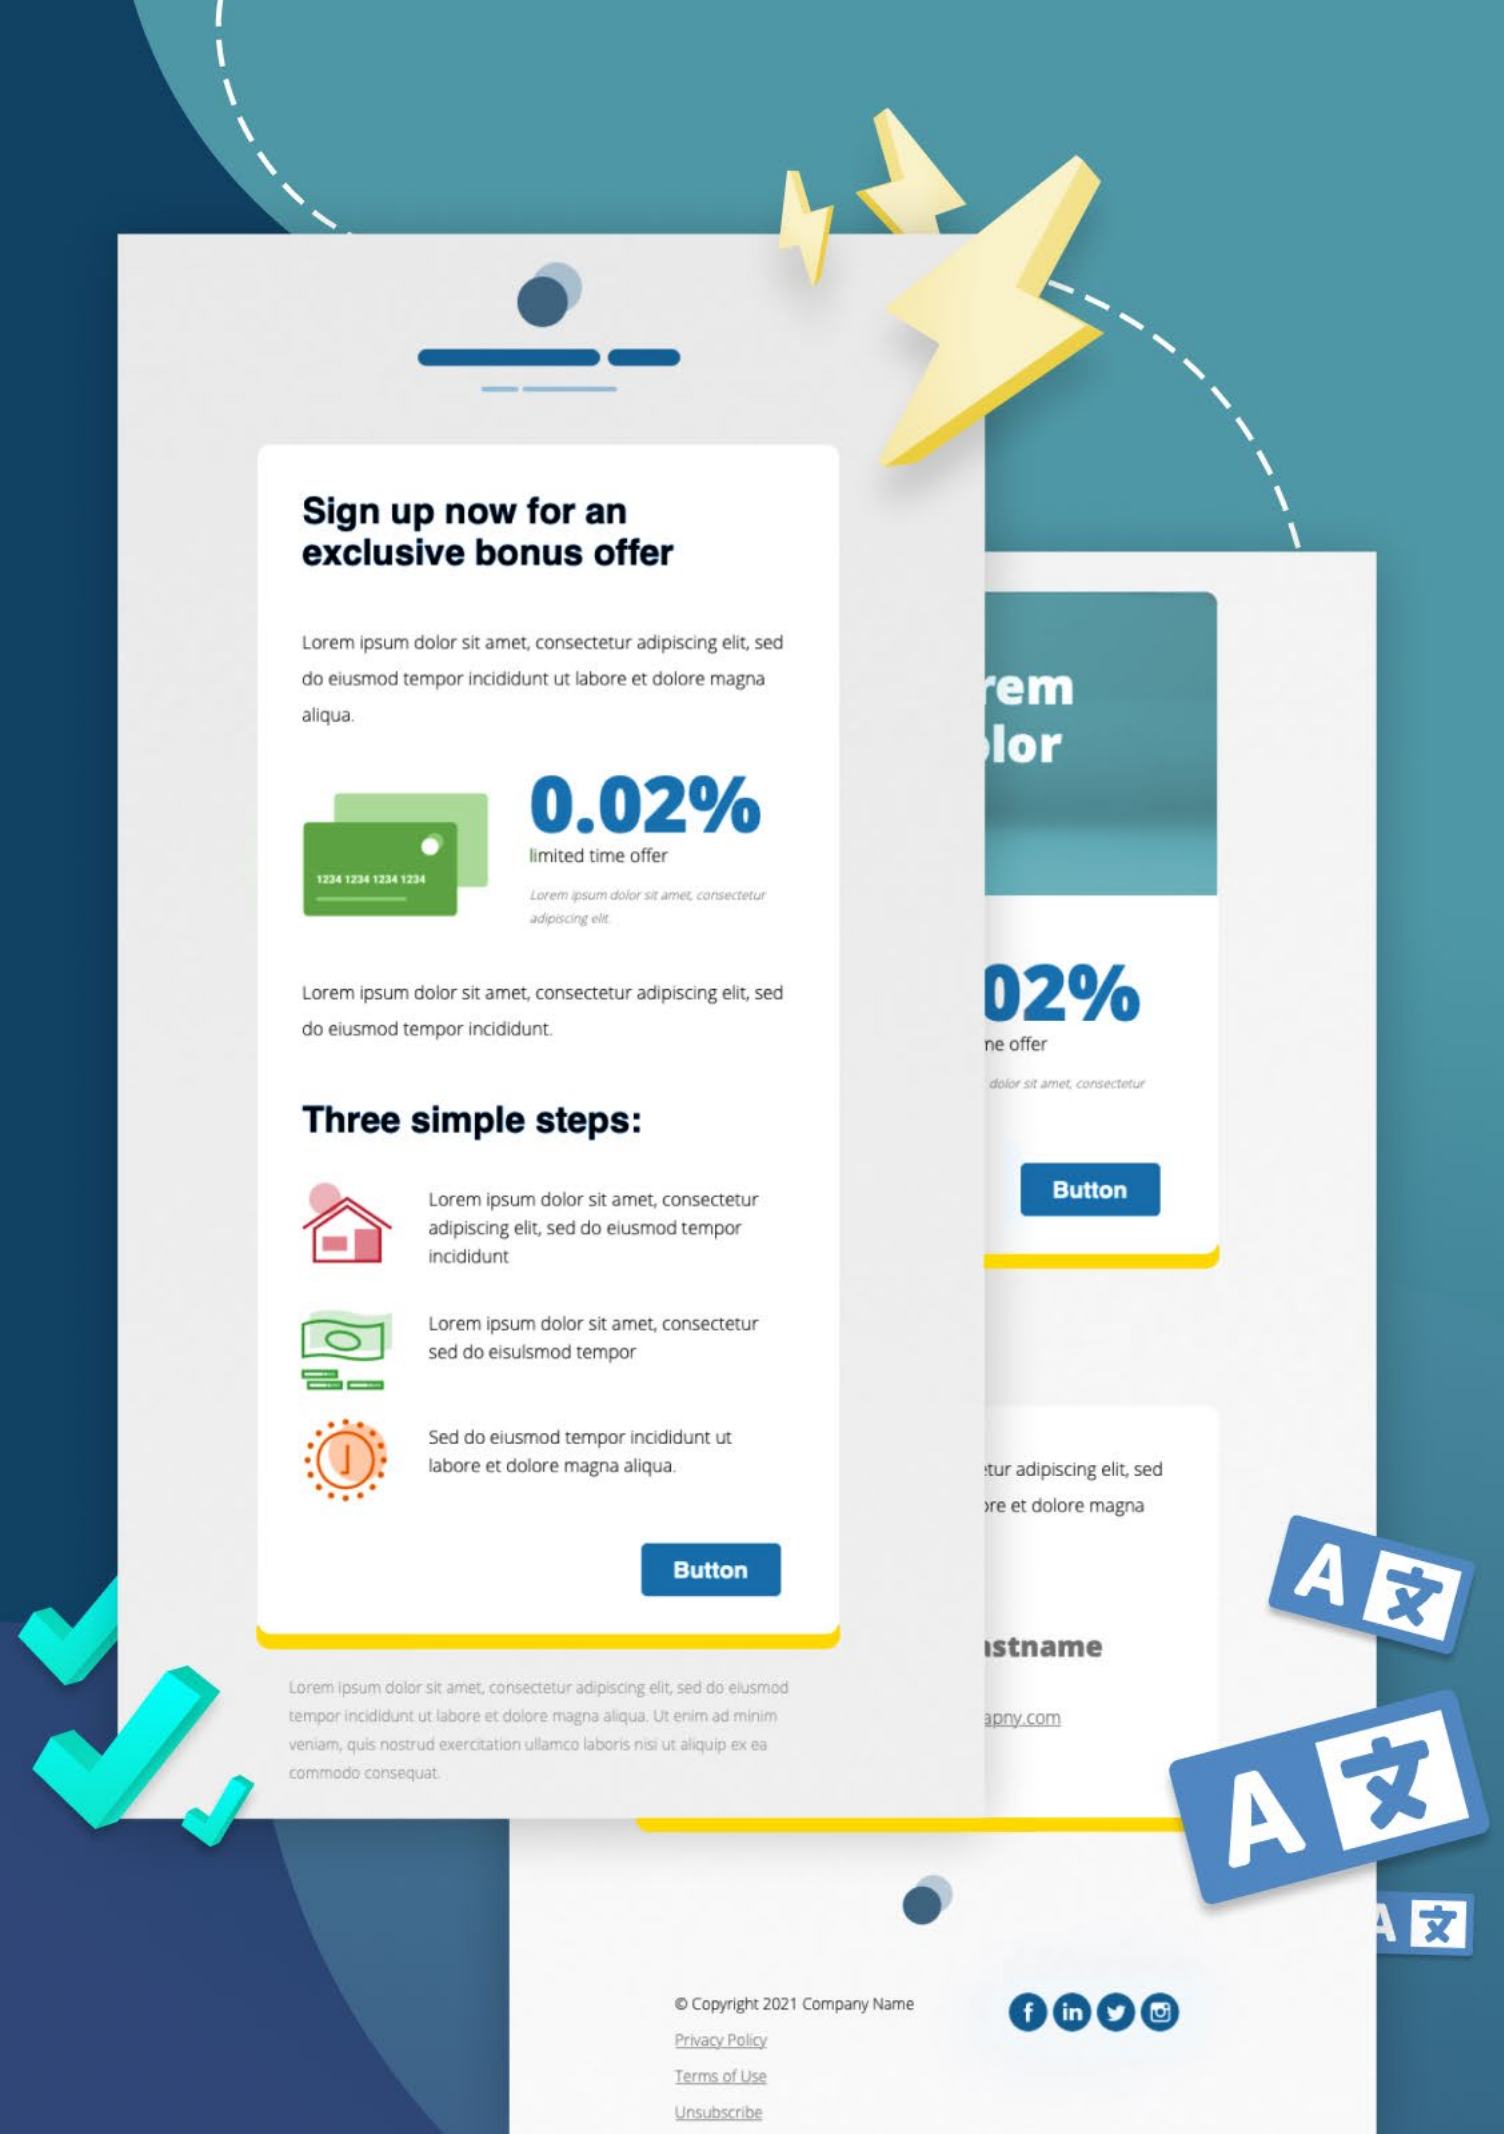 Sign up now for an
exclusive bonus offer
Lorem ipsum dolor sit amet, consectetur adipiscing elit, sed
do eiusmod tempor incididunt ut labore et dolore magna
aliqua.
1234 1234 1234 1234
0.02%
limited time offer
Lorem ipsum dolor sit amet, consectetur
adipiscing elit.
Lorem ipsum dolor sit amet, consectetur adipiscing elit, sed
do eiusmod tempor incididunt.
Three simple steps:
Lorem ipsum dolor sit amet, consectetur
adipiscing elit, sed do eiusmod tempor
incididunt
Lorem ipsum dolor sit amet, consectetur
sed do eisulsmod tempor
Sed do eiusmod tempor incididunt ut
labore et dolore magna aliqua.
Button
Lorem ipsum dolor sit amet, consectetur adipiscing elit, sed do eiusmod
tempor incididunt ut labore et dolore magna aliqua. Ut enim ad minim
veniam, quis nostrud exercitation ullamco laboris nisi ut aliquip ex ea
commodo consequat.
rem
lor
02%
me offer
dolor sit amet, consectetur
Button
tur adipiscing elit, sed
ore et dolore magna
astname
apny.com
A 文
A 文
A 文
© Copyright 2021 Company Name
f in
Privacy Policy
Terms of Use
Unsubscribe